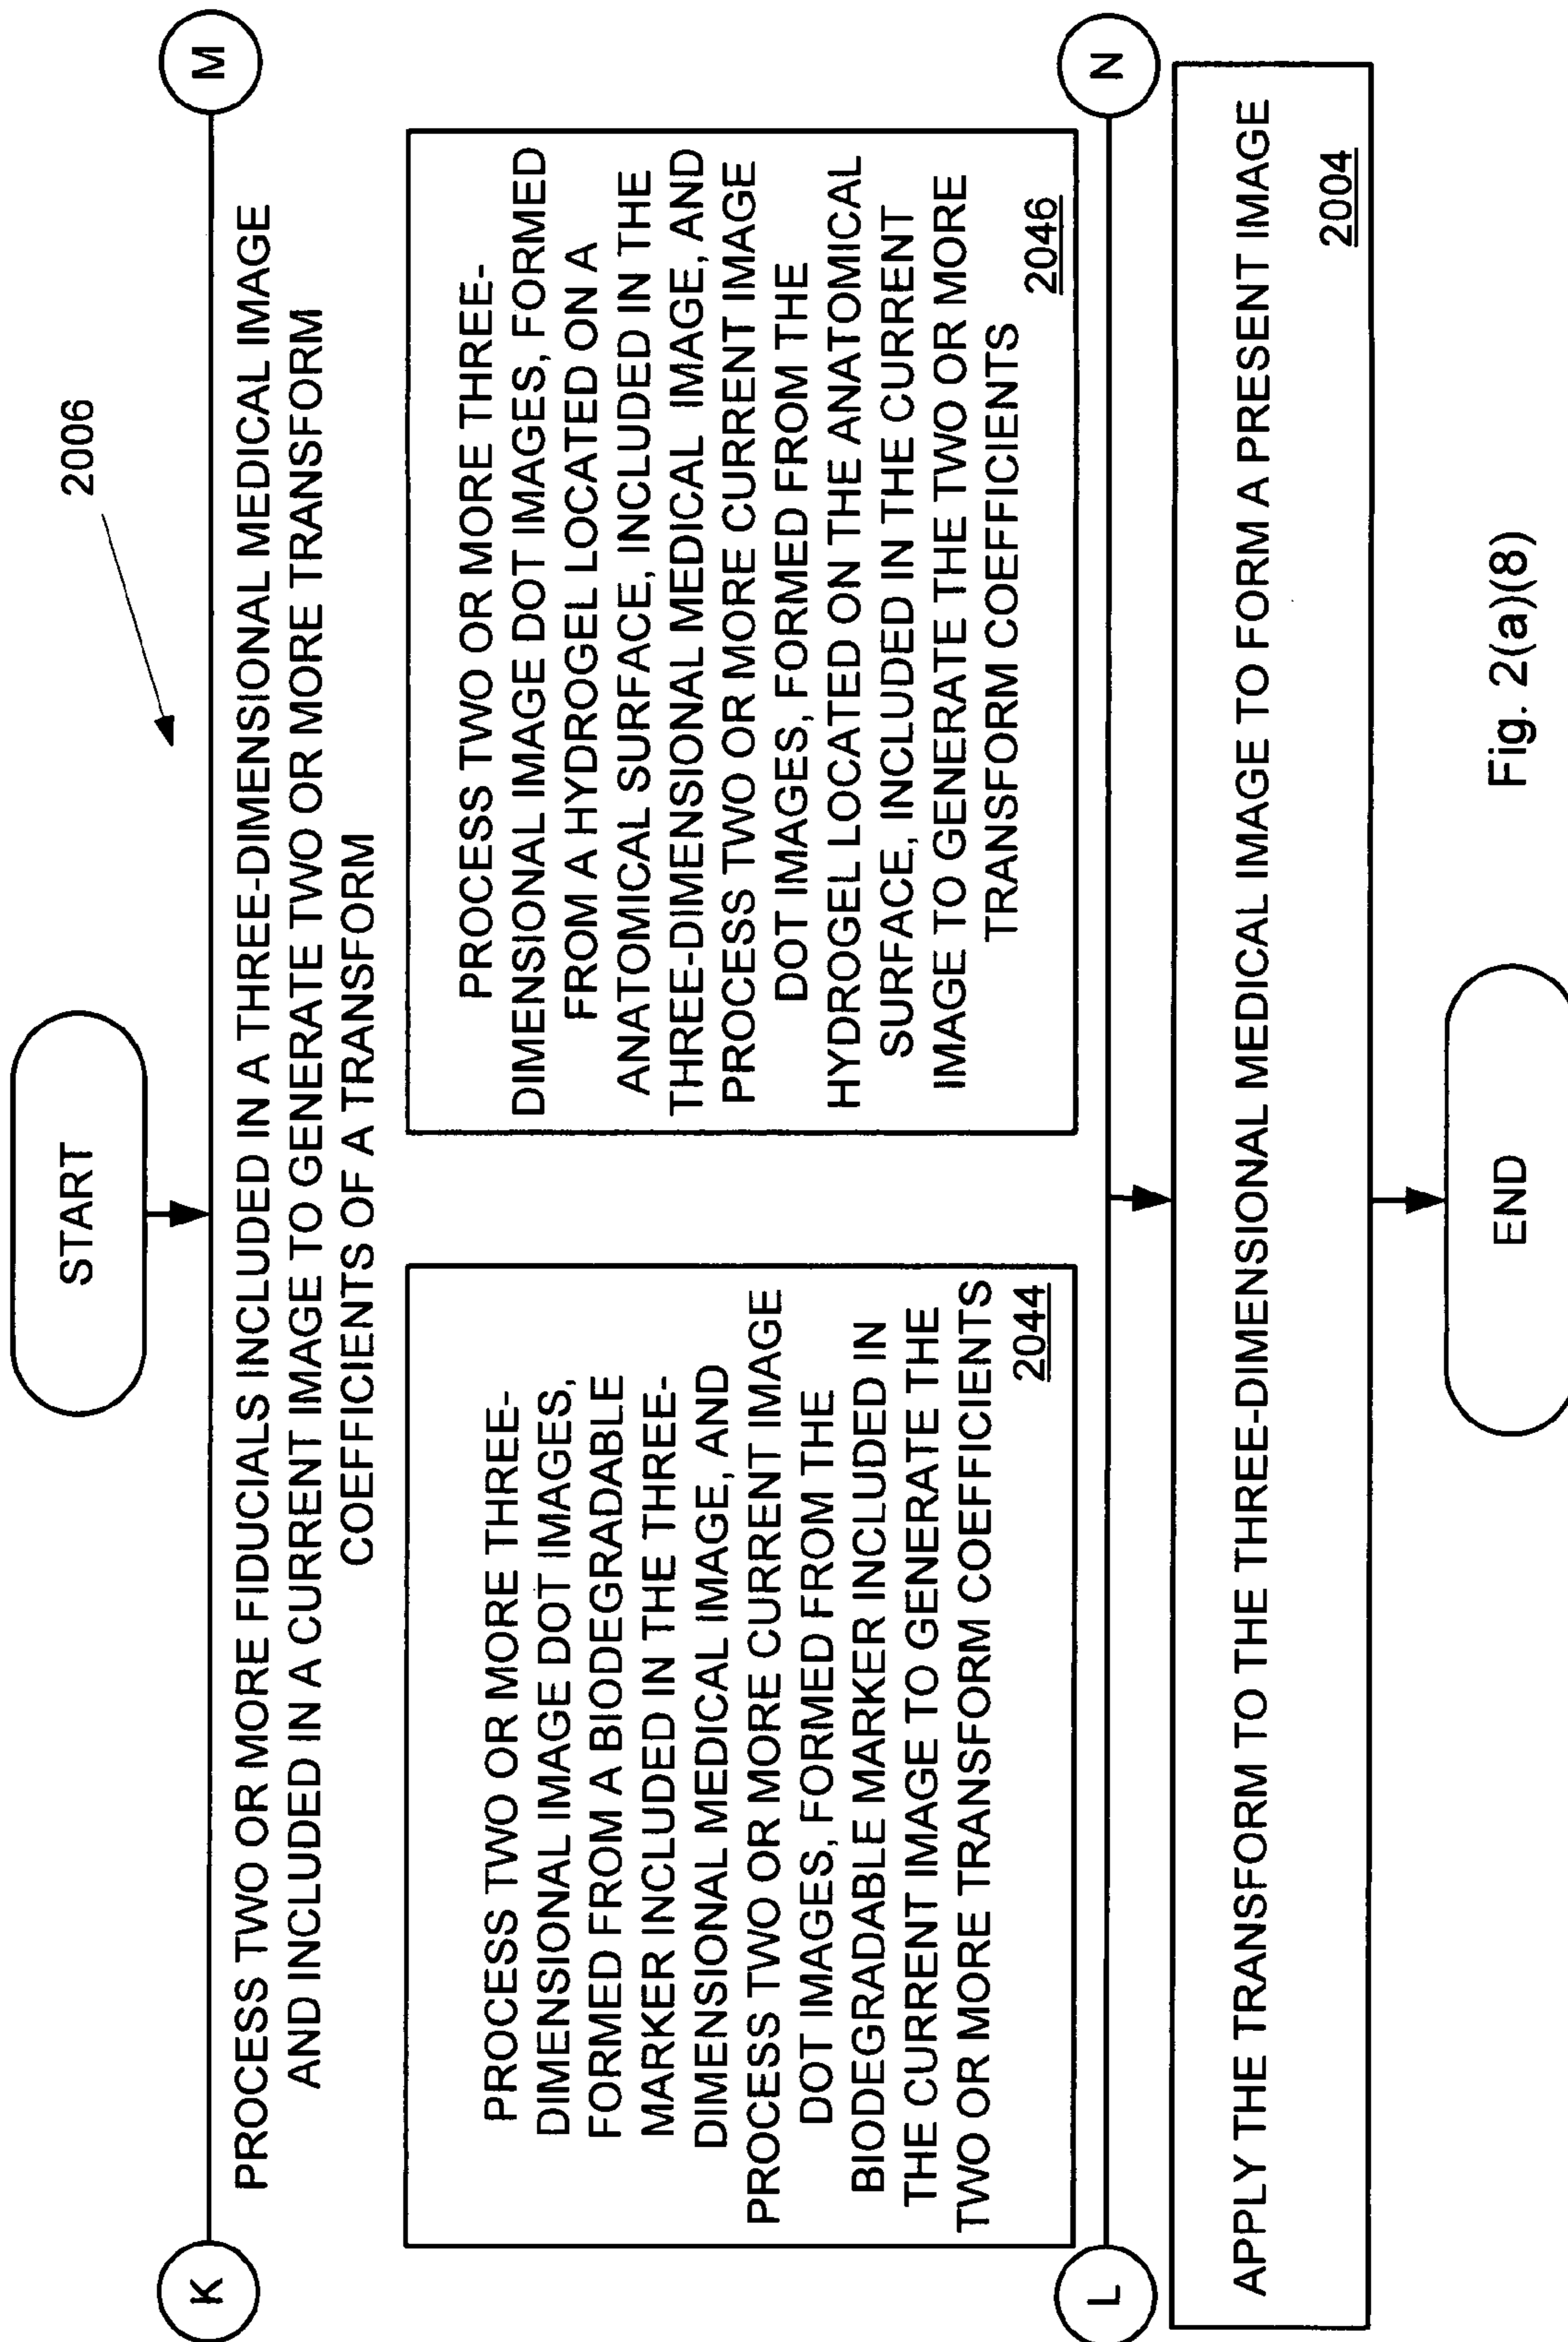 START
2006
K
M
PROCESS TWO OR MORE FIDUCIALS INCLUDED IN A THREE-DIMENSIONAL MEDICAL IMAGE
AND INCLUDED IN A CURRENT IMAGE TO GENERATE TWO OR MORE TRANSFORM
COEFFICIENTS OF A TRANSFORM
PROCESS TWO OR MORE THREE-
DIMENSIONAL IMAGE DOT IMAGES,
FORMED FROM A BIODEGRADABLE
MARKER INCLUDED IN THE THREE-
DIMENSIONAL MEDICAL IMAGE, AND
PROCESS TWO OR MORE CURRENT IMAGE
DOT IMAGES, FORMED FROM THE
BIODEGRADABLE MARKER INCLUDED IN
THE CURRENT IMAGE TO GENERATE THE
TWO OR MORE TRANSFORM COEFFICIENTS
2044
PROCESS TWO OR MORE THREE-
DIMENSIONAL IMAGE DOT IMAGES, FORMED
FROM A HYDROGEL LOCATED ON A
ANATOMICAL SURFACE, INCLUDED IN THE
THREE-DIMENSIONAL MEDICAL IMAGE, AND
PROCESS TWO OR MORE CURRENT IMAGE
DOT IMAGES, FORMED FROM THE
HYDROGEL LOCATED ON THE ANATOMICAL
SURFACE, INCLUDED IN THE CURRENT
IMAGE TO GENERATE THE TWO OR MORE
TRANSFORM COEFFICIENTS
2046
L
N
APPLY THE TRANSFORM TO THE THREE-DIMENSIONAL MEDICAL IMAGE TO FORM A PRESENT IMAGE
2004
END
Fig. 2(a)(8)